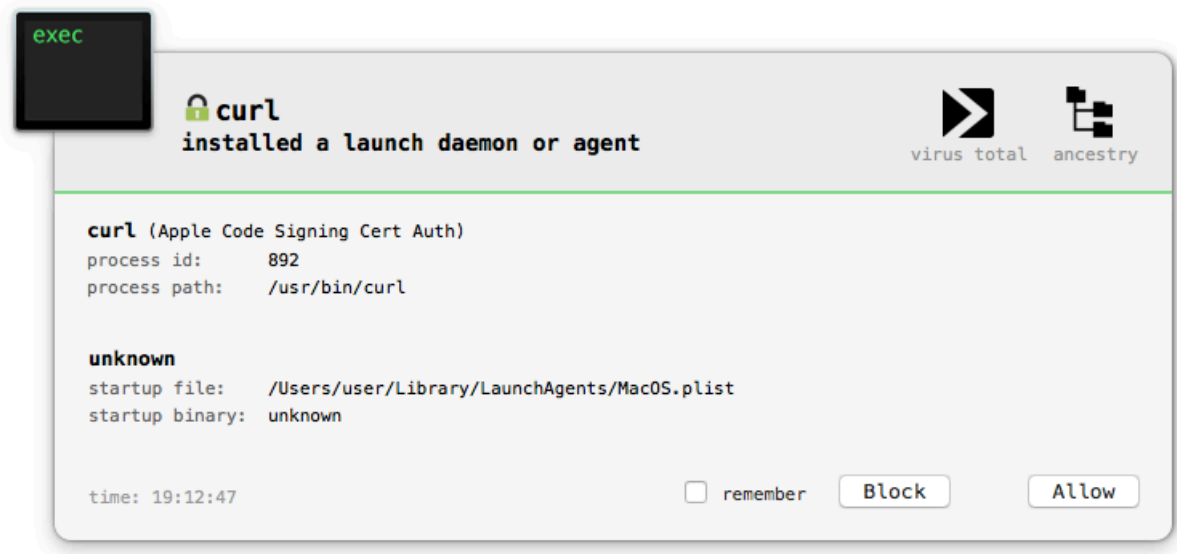 exec
curl
installed a launch daemon or agent
virus total
ancestry
curl (Apple Code Signing Cert Auth)
process id: 892
process path: /usr/bin/curl
unknown
startup file: /Users/user/Library/LaunchAgents/MacOS.plist
startup binary: unknown
time: 19:12:47
remember
Block
Allow